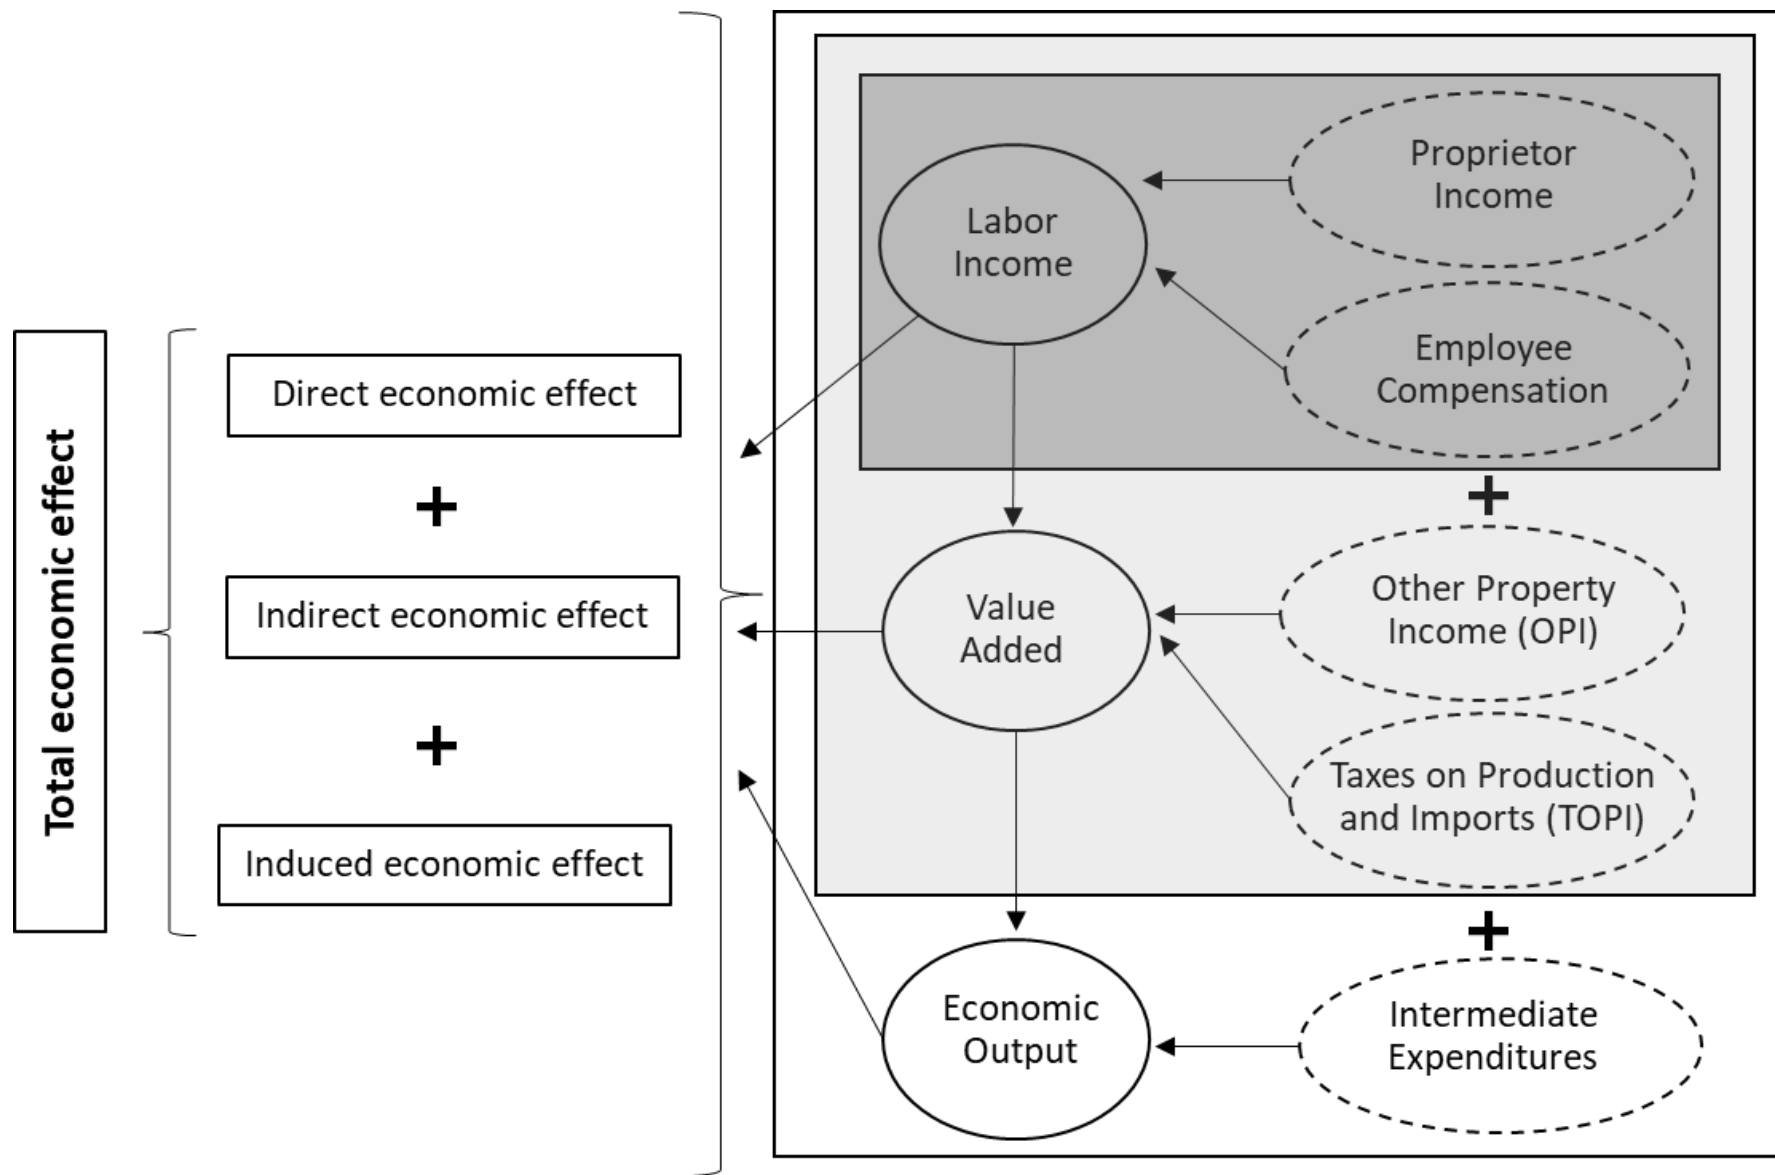 Total economic effect
Direct economic effect
+
Indirect economic effect
+
Induced economic effect
Labor
Income
Proprietor
Income
Employee
Compensation
+
Value
Added
Other Property
Income (OPI)
Taxes on Production
and Imports (TOPI)
+
Economic
Output
Intermediate
Expenditures